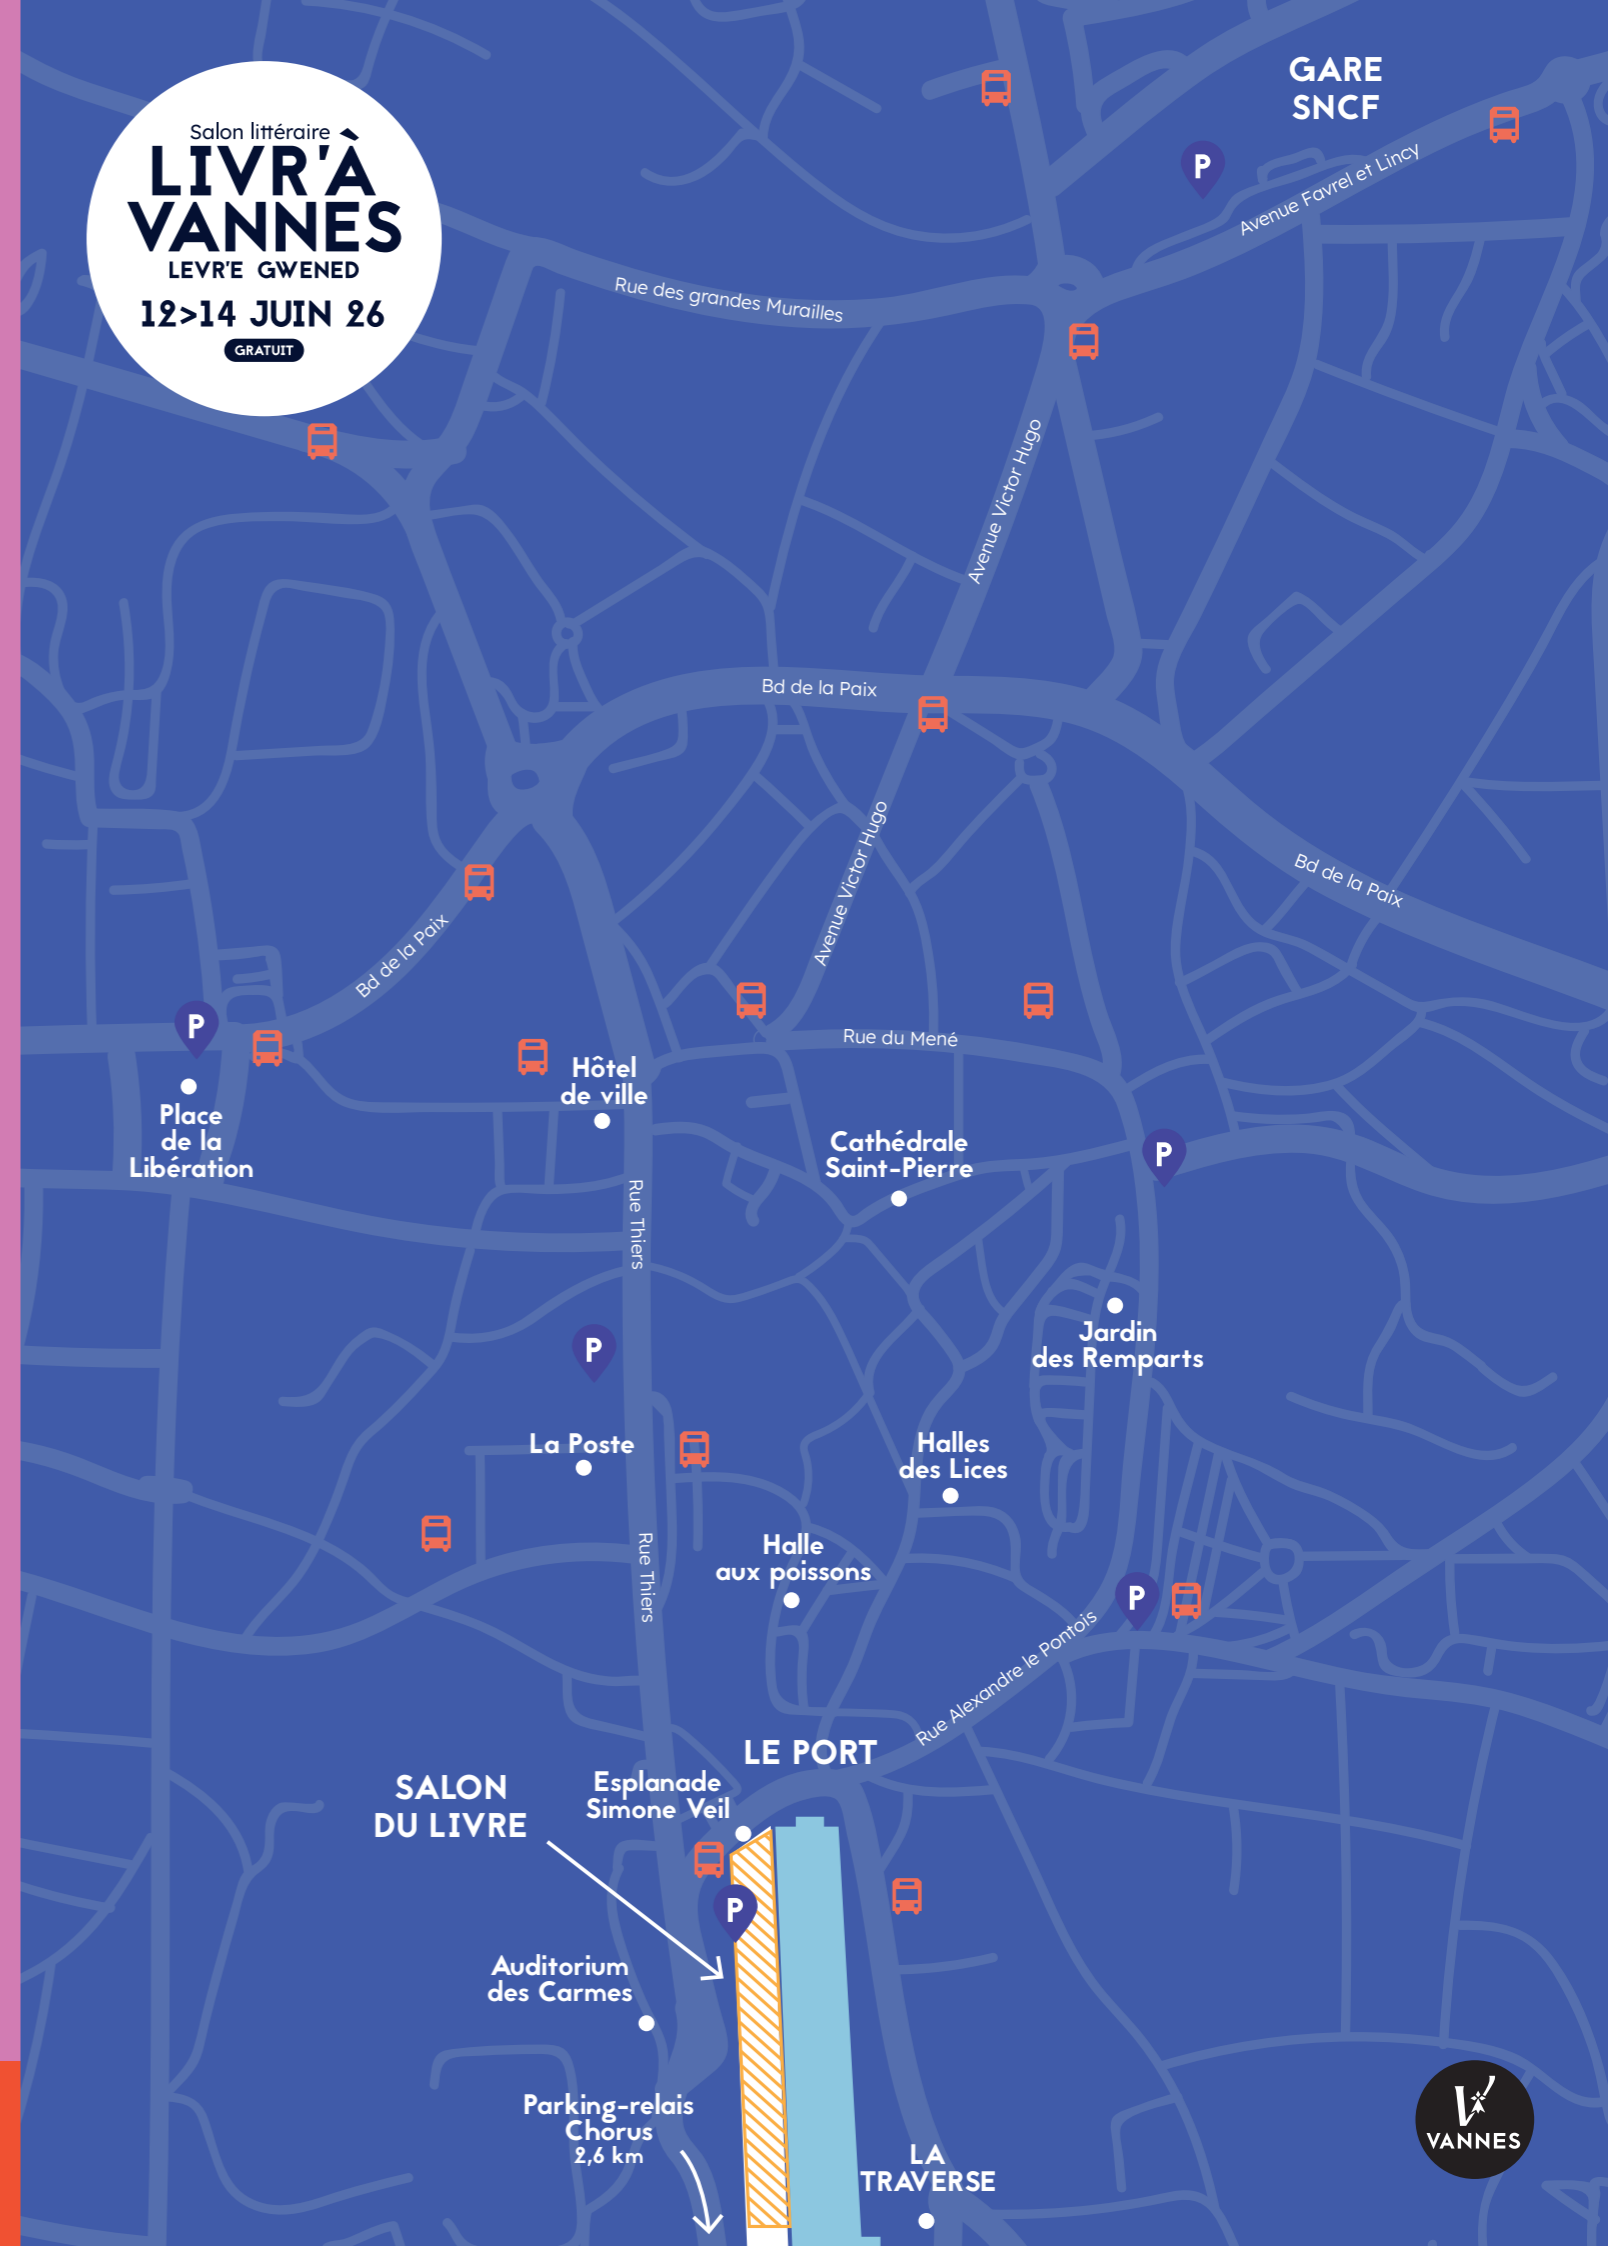 Salon littéraire
LIVR'À
VANNES
LEVR'E GWENED
12>14 JUIN 26
GRATUIT
GARE
SNCF
P
Avenue Favrel et Lincy
Rue des grandes Murailles
Avenue Victor Hugo
Bd de la Paix
Avenue Victor Hugo
Bd de la Paix
Bd de la Paix
P
Rue du Mené
Hôtel
de ville
Place
de la
Libération
Cathédrale
Saint-Pierre
P
Rue Thiers
Jardin
des Remparts
P
La Poste
Halles
des Lices
Halle
aux poissons
Rue Thiers
P
Rue Alexandre le Pontois
LE PORT
Esplanade
Simone Veil
SALON
DU LIVRE
P
Auditorium
des Carmes
Parking-relais
Chorus
2,6 km
LA
TRAVERSE
V
VANNES